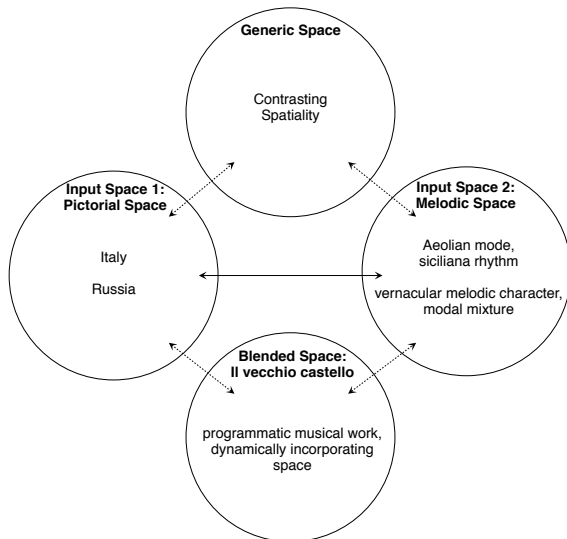 Generic Space
Contrasting
Spatiality
Input Space 1:
Pictorial Space
Italy
Russia
Input Space 2:
Melodic Space
Aeolian mode,
siciliana rhythm
vernacular melodic character,
modal mixture
Blended Space:
Il vecchio castello
programmatic musical work,
dynamically incorporating
space